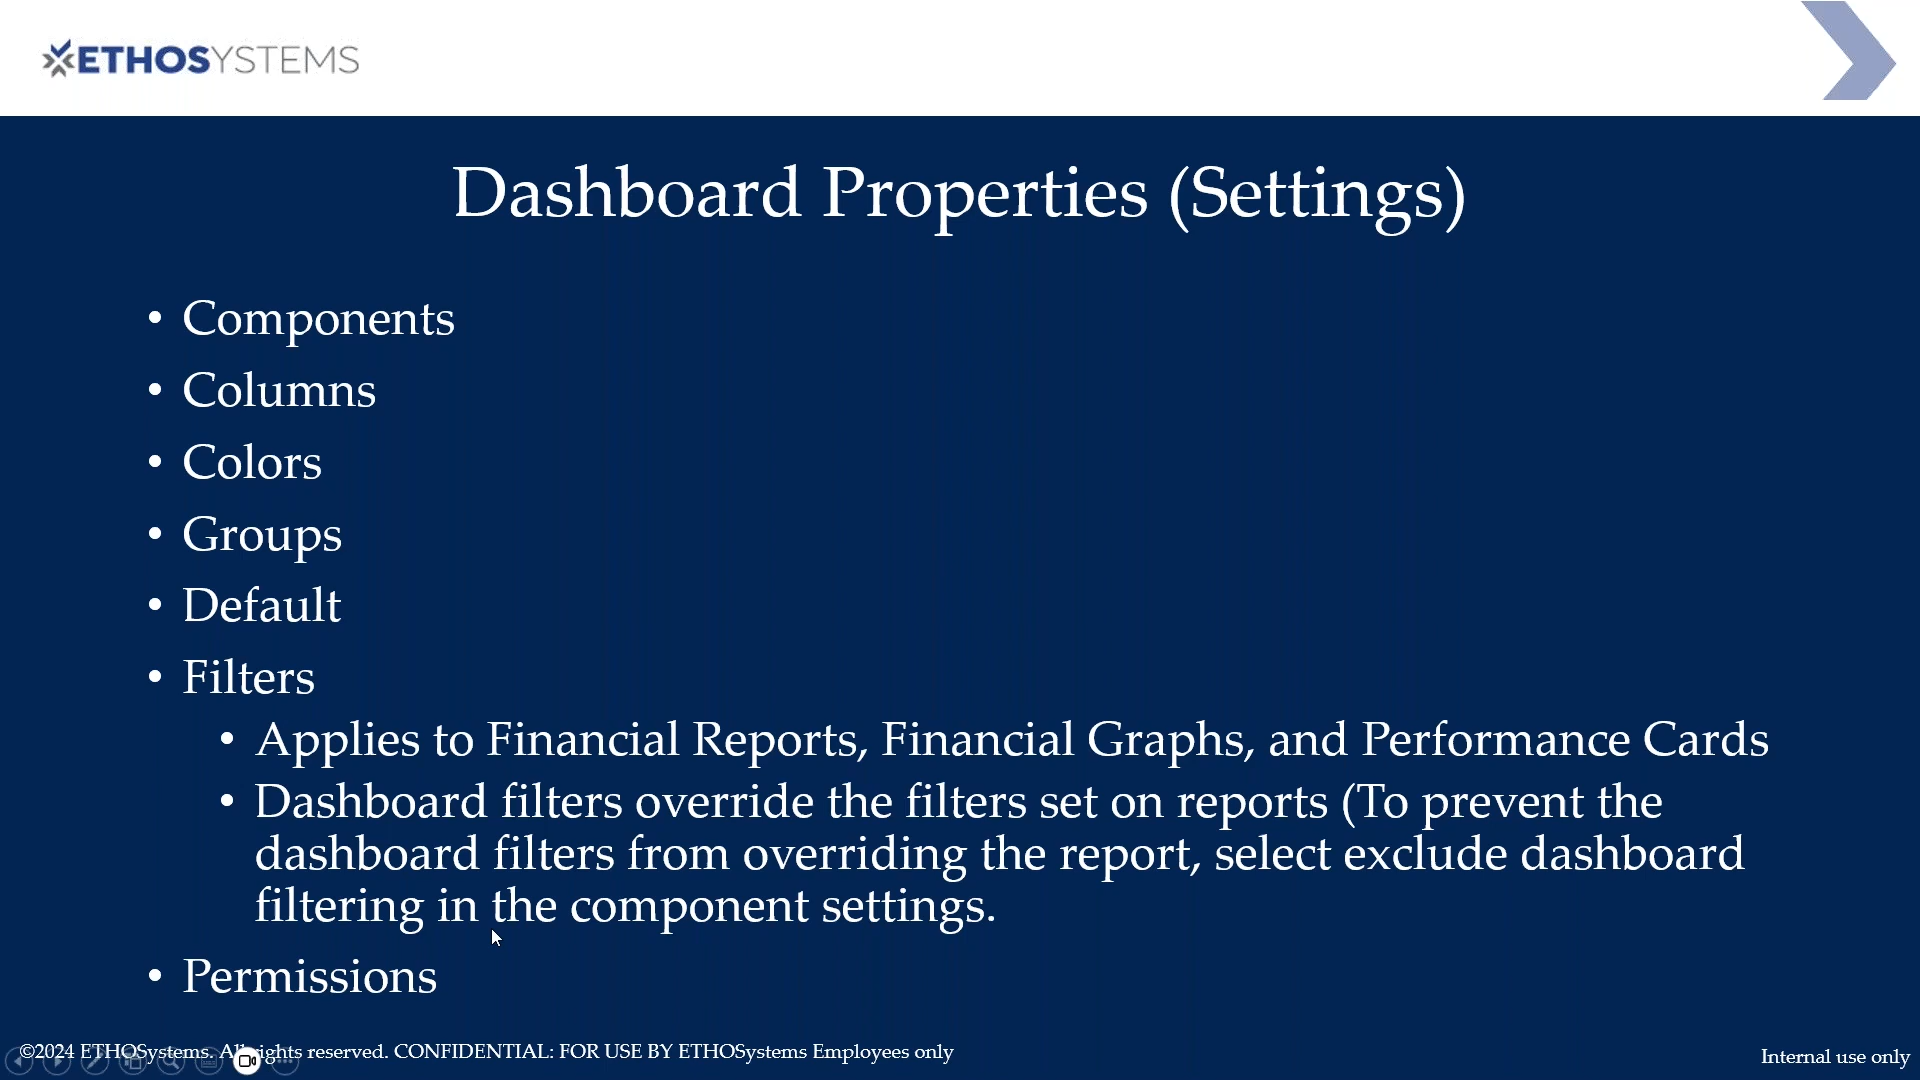 ETHOSYSTEMS
Dashboard Properties (Settings)
• Components
• Columns
• Colors
• Groups
• Default
• Filters
• Applies to Financial Reports, Financial Graphs, and Performance Cards
• Dashboard filters override the filters set on reports (To prevent the
dashboard filters from overriding the report, select exclude dashboard
filtering in the component settings.
• Permissions
©2024 ETHOSystems. All rights reserved. CONFIDENTIAL: FOR USE BY ETHOSystems Employees only
Internal use only